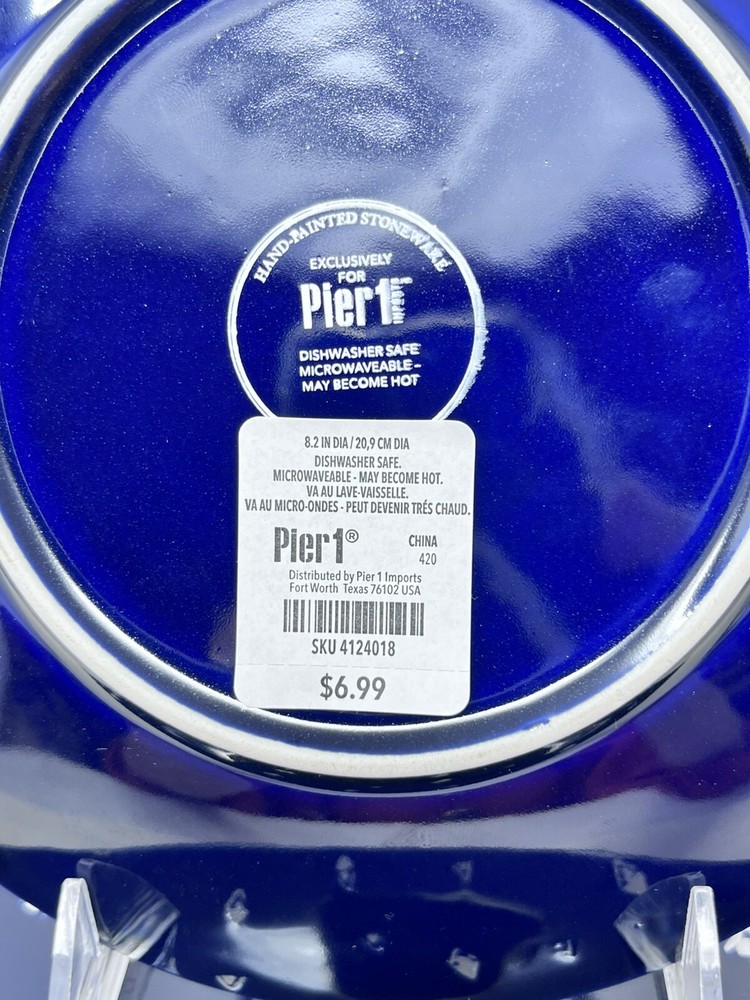 HAND-PAINTED STONEWARE
EXCLUSIVELY
FOR
Pier1 IMPORTS
DISHWASHER SAFE
MICROWAVEABLE-
MAY BECOME HOT
8.2 IN DIA / 20,9 CM DIA
DISHWASHER SAFE.
MICROWAVEABLE - MAY BECOME HOT.
VA AU LAVE-VAISSELLE.
VA AU MICRO-ONDES - PEUT DEVENIR TRÉS CHAUD.
Pier1® CHINA
420
Distributed by Pier 1 Imports
Fort Worth Texas 76102 USA
SKU 4124018
$6.99